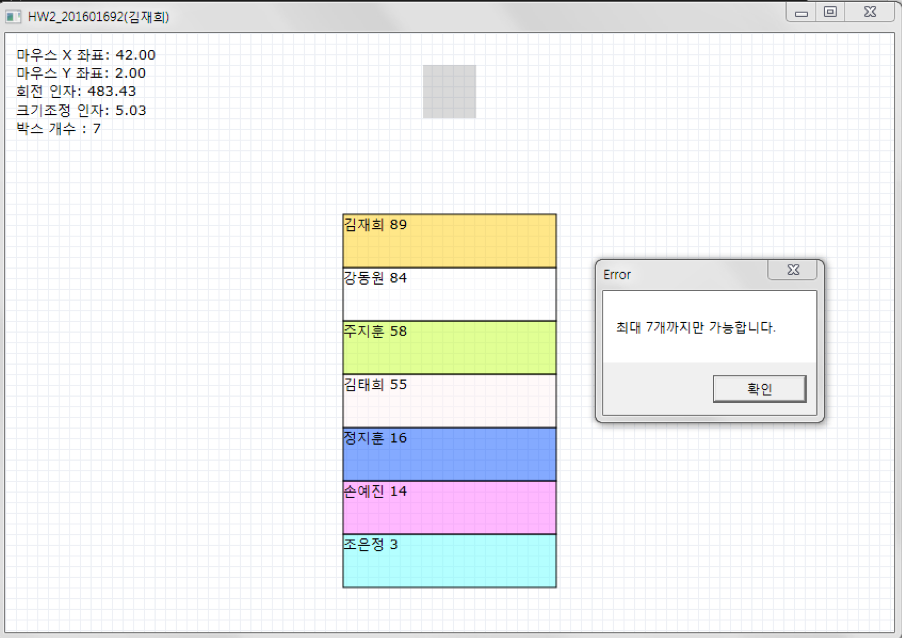 HW2_201601692(김재희)
마우스 X 좌표: 42.00
마우스 Y 좌표: 2.00
회전 인자: 483.43
크기조정 인자: 5.03
박스 개수 : 7
김재희 89
강동원 84
주지훈 58
김태희 55
정지훈 16
손예진 14
조은정 3
Error
최대 7개까지만 가능합니다.
확인